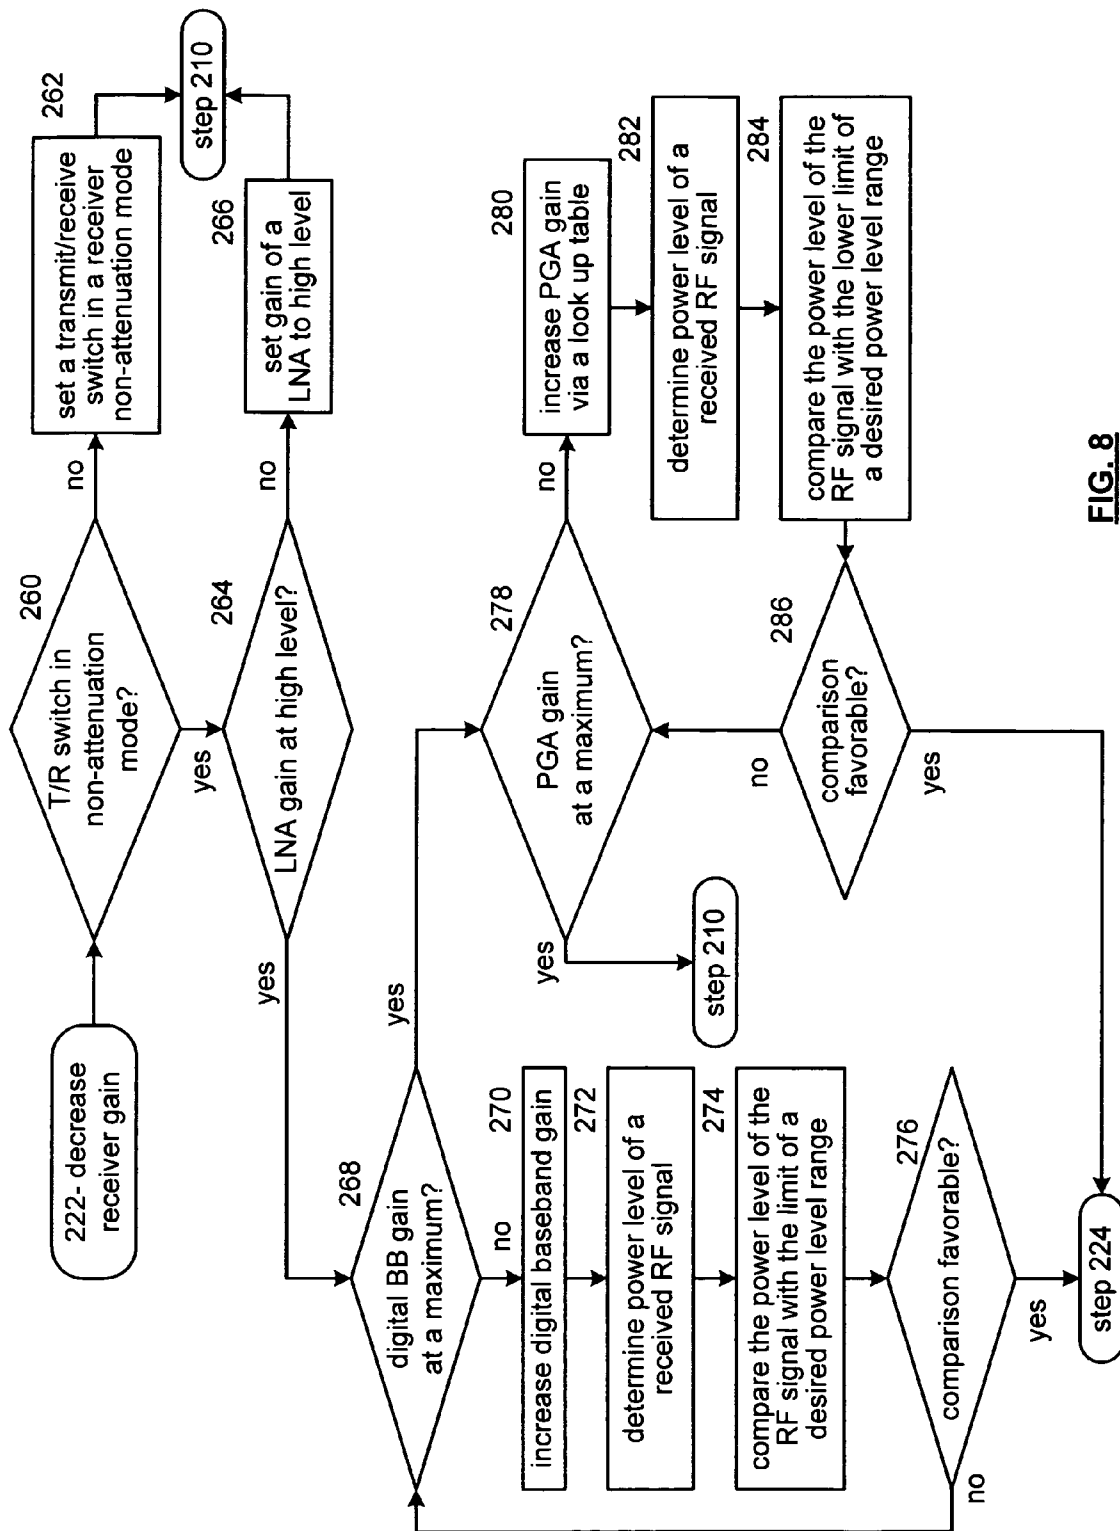 222- decrease
receiver gain
260
T/R switch in
non-attenuation
mode?
no
yes
262
set a transmit/receive
switch in a receiver
non-attenuation mode
step 210
264
LNA gain at high level?
no
yes
266
set gain of a
LNA to high level
268
digital BB gain
at a maximum?
yes
no
270
increase digital baseband gain
272
determine power level of a
received RF signal
274
compare the power level of the
RF signal with the limit of a
desired power level range
276
comparison favorable?
no
yes
step 224
278
PGA gain
at a maximum?
yes
no
step 210
280
increase PGA gain
via a look up table
282
determine power level of a
received RF signal
284
compare the power level of the
RF signal with the lower limit of
a desired power level range
286
comparison
favorable?
no
yes
FIG. 8